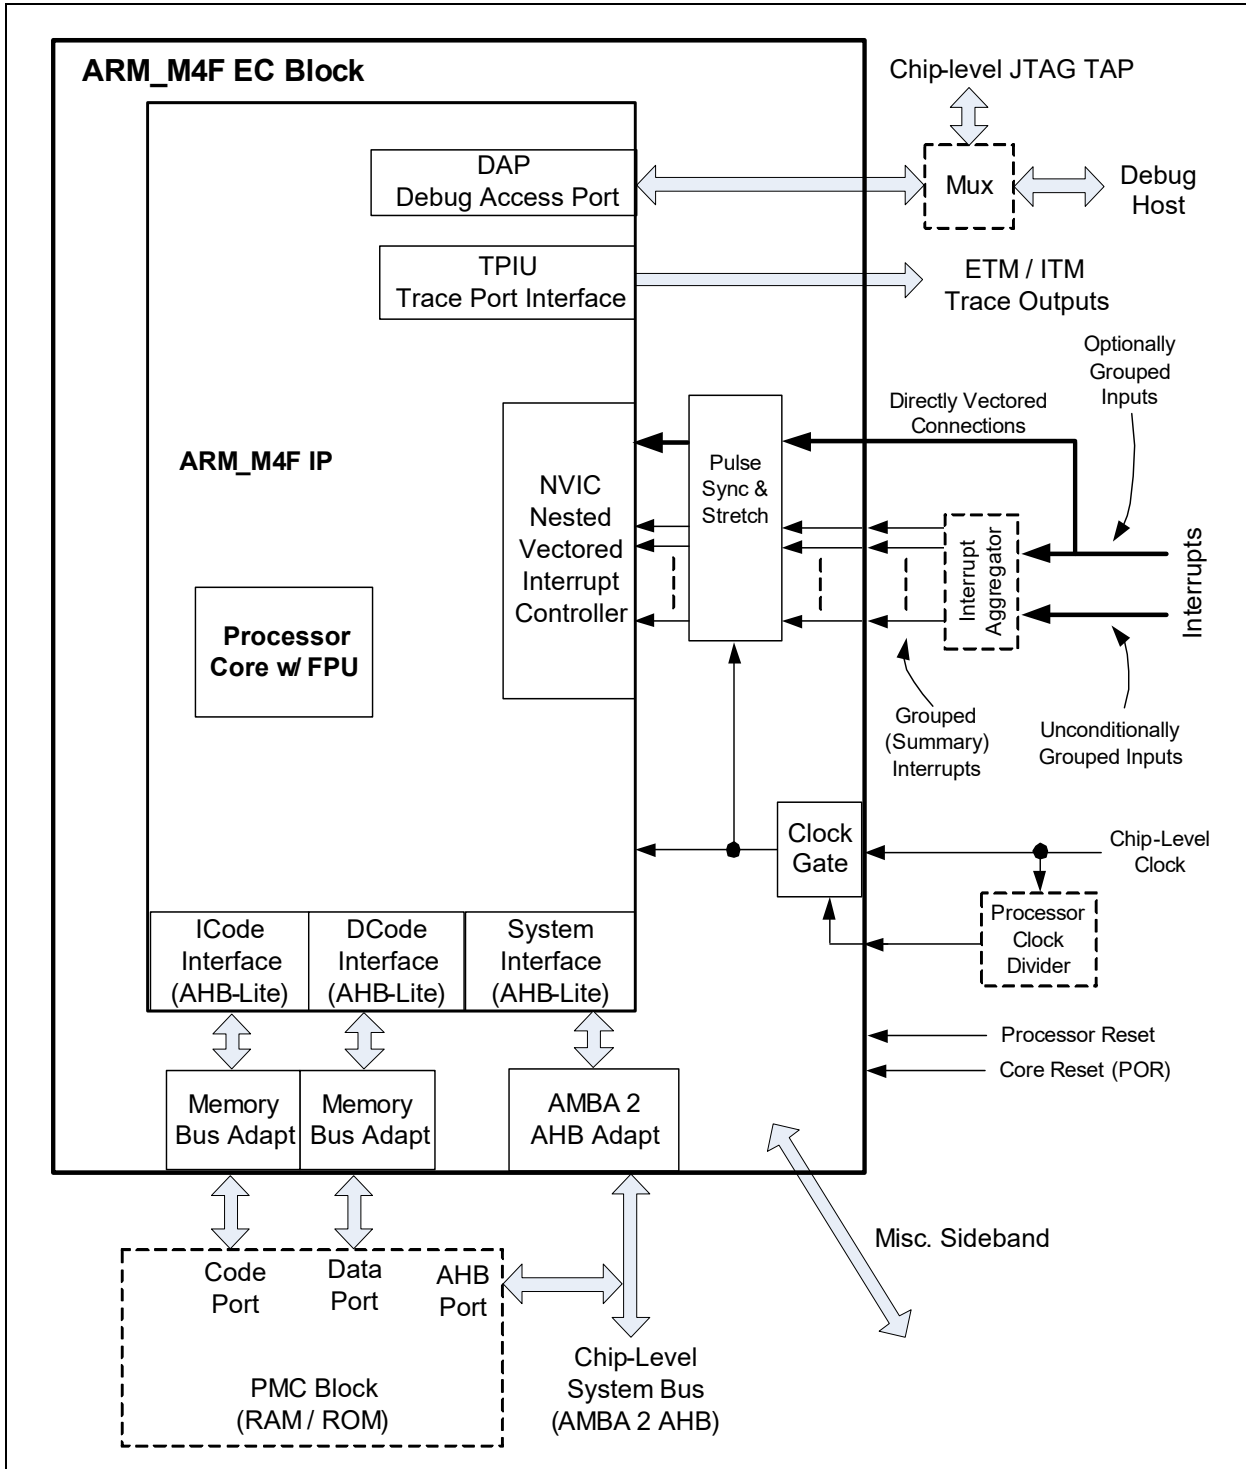 ARM_M4F EC Block
Chip-level JTAG TAP
DAP
Debug Access Port
Mux
Debug
Host
TPIU
Trace Port Interface
ETM / ITM
Trace Outputs
Optionally
Grouped
Inputs
Directly Vectored
Connections
ARM_M4F IP
NVIC
Nested
Vectored
Interrupt
Controller
Pulse
Sync &
Stretch
Interrupt
Aggregator
Interrupts
Processor
Core w/ FPU
Grouped
(Summary)
Interrupts
Unconditionally
Grouped Inputs
Clock
Gate
Chip-Level
Clock
Processor
Clock
Divider
ICode
Interface
(AHB-Lite)
DCode
Interface
(AHB-Lite)
System
Interface
(AHB-Lite)
Processor Reset
Core Reset (POR)
Memory
Bus Adapt
Memory
Bus Adapt
AMBA 2
AHB Adapt
Misc. Sideband
Code
Port
Data
Port
AHB
Port
PMC Block
(RAM / ROM)
Chip-Level
System Bus
(AMBA 2 AHB)